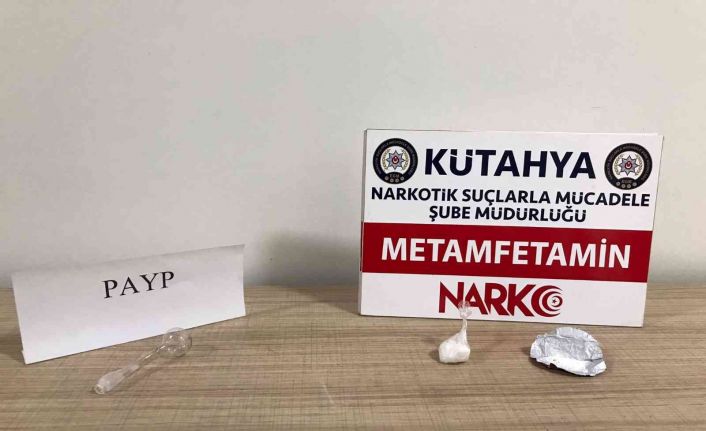 PAYP
KÜTAHYA
NARKOTİK SUÇLARLA MÜCADELE
ŞUBE MÜDÜRLÜĞÜ
METAMFETAMİN
NARKO